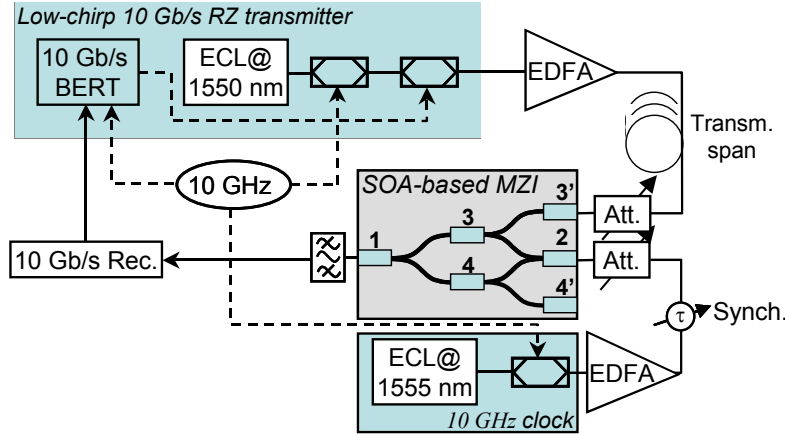 Low-chirp 10 Gb/s RZ transmitter
10 Gb/s
BERT
ECL@
1550 nm
EDFA
Transm.
span
10 GHz
SOA-based MZI
3'
3
Att.
1
2
4
Att.
4'
10 Gb/s Rec.
τ
Synch.
ECL@
1555 nm
EDFA
10 GHz clock